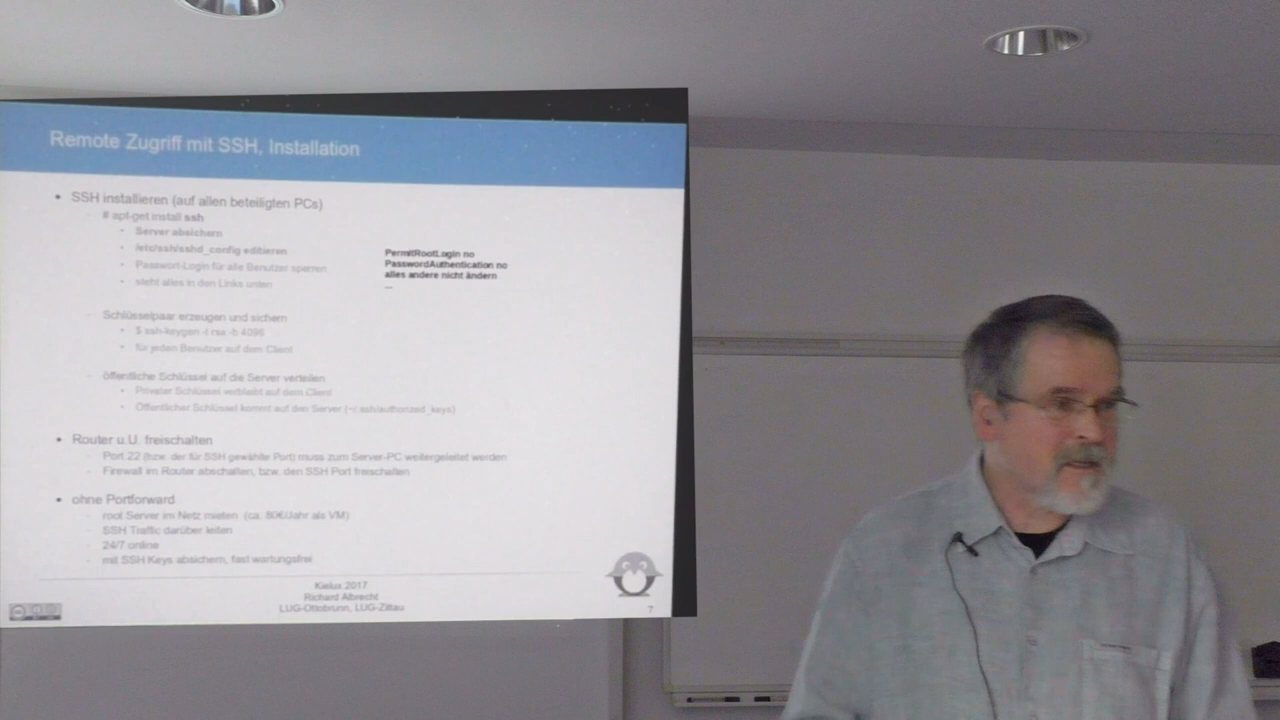 Remote Zugriff mit SSH, Installation
SSH installieren (auf allen beteiligten PCs)
# apt-get install ssh
Server absichern
/etc/ssh/sshd_config editieren
Passwort-Login für alle Benutzer sperren
steht alles in den Links unten
PermitRootLogin no
PasswordAuthentication no
alles andere nicht ändern
...
Schlüsselpaar erzeugen und sichern
$ ssh-keygen -t rsa -b 4096
für jeden Benutzer auf dem Client
öffentliche Schlüssel auf die Server verteilen
Privater Schlüssel verbleibt auf dem Client
Öffentlicher Schlüssel kommt auf den Server (~/.ssh/authorized_keys)
Router u.U. freischalten
Port 22 (bzw. der für SSH gewählte Port) muss zum Server-PC weitergeleitet werden
Firewall im Router abschalten, bzw. den SSH Port freischalten
ohne Portforward
root Server im Netz mieten (ca. 80€/Jahr als VM)
SSH Traffic darüber leiten
24/7 online
mit SSH Keys absichern, fast wartungsfrei
Kielux 2017
Richard Albrecht
LUG-Ottobrunn, LUG-Zittau
7